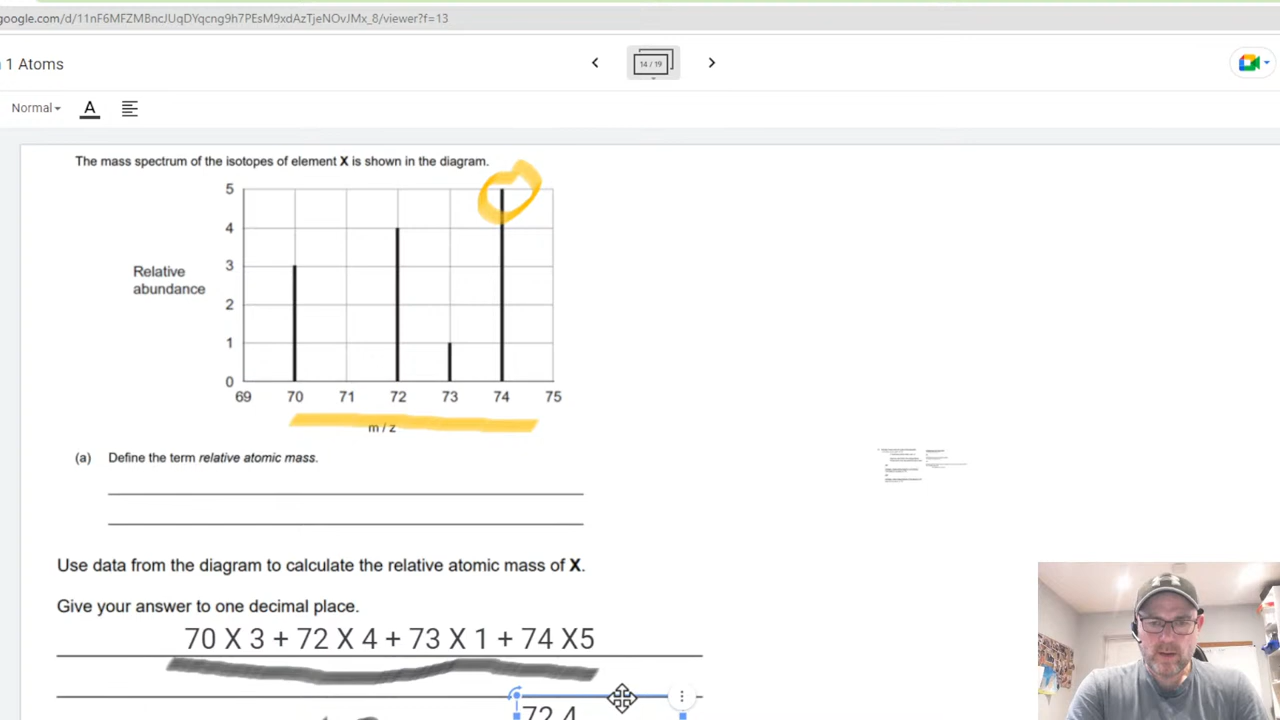 google.com/d/11nF6MFZMBncJUqDYqcng9h7PEsM9xdAzTjeNOvJMx_8/viewer?f=13
1 Atoms
14 / 19
Normal
A
The mass spectrum of the isotopes of element X is shown in the diagram.
5
4
3
2
1
0
Relative
abundance
69 70 71 72 73 74 75
m / z
(a) Define the term relative atomic mass.
Use data from the diagram to calculate the relative atomic mass of X.
Give your answer to one decimal place.
70 X 3 + 72 X 4 + 73 X 1 + 74 X5
72.4